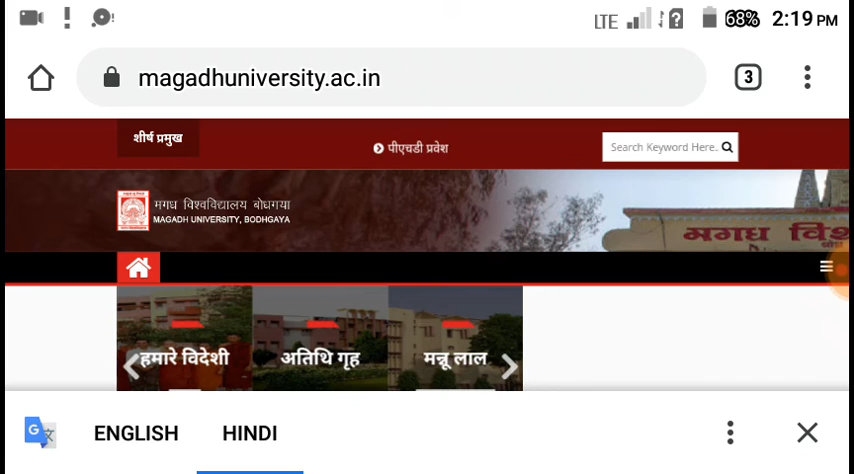 LTE 68% 2:19 PM
magadhuniversity.ac.in 3
शीर्ष प्रमुख
पीएचडी प्रवेश
Search Keyword Here.
मगध विश्वविद्यालय बोधगया
MAGADH UNIVERSITY, BODHGAYA
मगध
हमारे विदेशी
अतिथि गृह
मन्नू लाल
ENGLISH HINDI